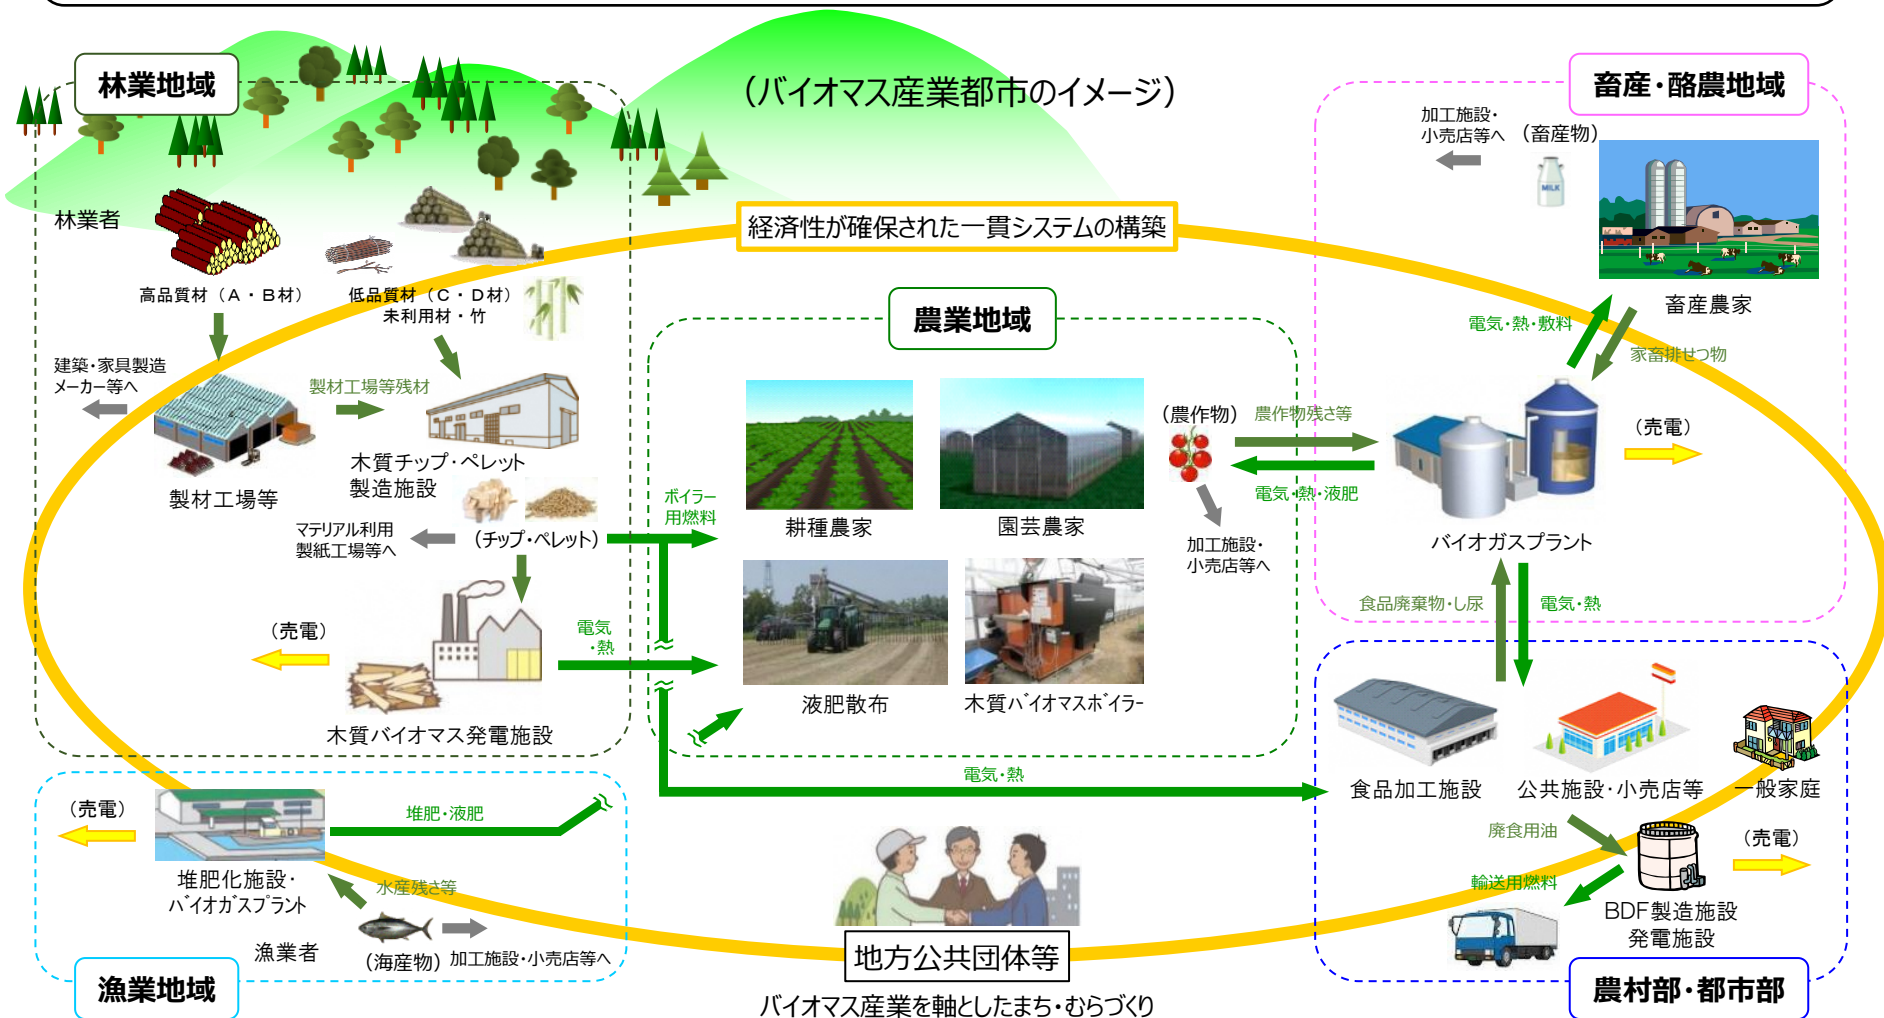 林業地域
(バイオマス産業都市のイメージ)
畜産・酪農地域
加工施設・
小売店等へ
(畜産物)
MILK
林業者
経済性が確保された一貫システムの構築
高品質材(A・B材)
低品質材(C・D材)
未利用材・竹
畜産農家
農業地域
電気・熱・敷料
家畜排せつ物
建築・家具製造
メーカー等へ
製材工場等残材
(農作物)
農作物残さ等
(売電)
木質チップ・ペレット
製造施設
製材工場等
電気・熱・液肥
ボイラー
用燃料
マテリアル利用
製紙工場等へ
(チップ・ペレット)
耕種農家
園芸農家
加工施設・
小売店等へ
バイオガスプラント
食品廃棄物・し尿
電気・熱
(売電)
電気
・熱
液肥散布
木質バイオマスボイラー
木質バイオマス発電施設
電気・熱
食品加工施設
公共施設・小売店等
一般家庭
(売電)
堆肥・液肥
廃食用油
(売電)
堆肥化施設・
バイオガスプラント
水産残さ等
輸送用燃料
BDF製造施設
発電施設
漁業者
(海産物)
加工施設・小売店等へ
地方公共団体等
漁業地域
農村部・都市部
バイオマス産業を軸としたまち・むらづくり